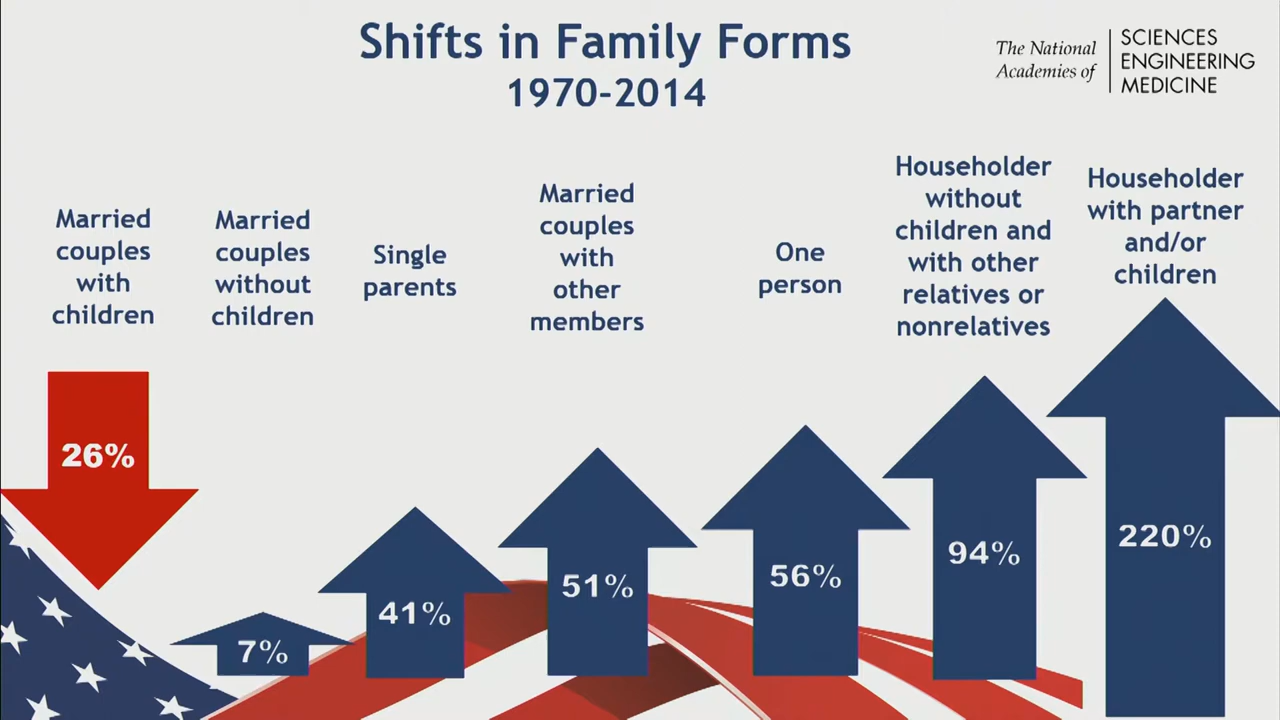 Shifts in Family Forms
1970-2014
The National
Academies of
SCIENCES
ENGINEERING
MEDICINE
Married
couples
with
children
Married
couples
without
children
Single
parents
Married
couples
with
other
members
One
person
Householder
without
children and
with other
relatives or
nonrelatives
Householder
with partner
and/or
children
26%
7%
41%
51%
56%
94%
220%